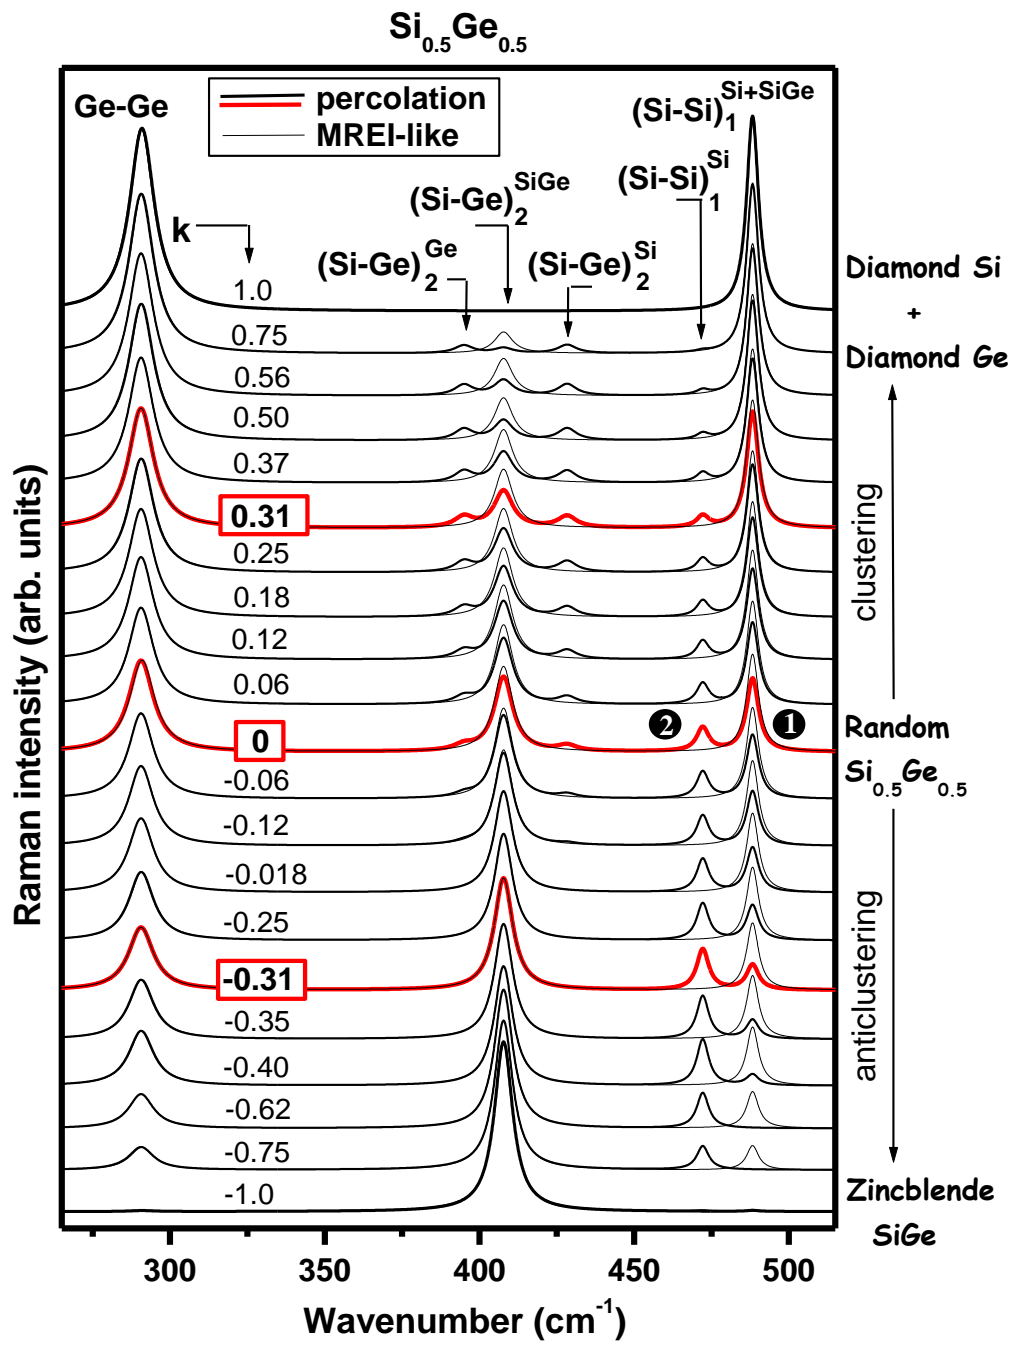 Si0.5Ge0.5
Ge-Ge
percolation
MREI-like
(Si-Si)1Si+SiGe
(Si-Si)1Si
(Si-Ge)2SiGe
k
(Si-Ge)2Ge
(Si-Ge)2Si
1.0
0.75
0.56
0.50
0.37
0.31
0.25
0.18
0.12
0.06
0
2
1
-0.06
-0.12
-0.018
-0.25
-0.31
-0.35
-0.40
-0.62
-0.75
-1.0
Diamond Si
+
Diamond Ge
clustering
Random
Si0.5Ge0.5
anticlustering
Zincblende
SiGe
Raman intensity (arb. units)
300
350
400
450
500
Wavenumber (cm-1)